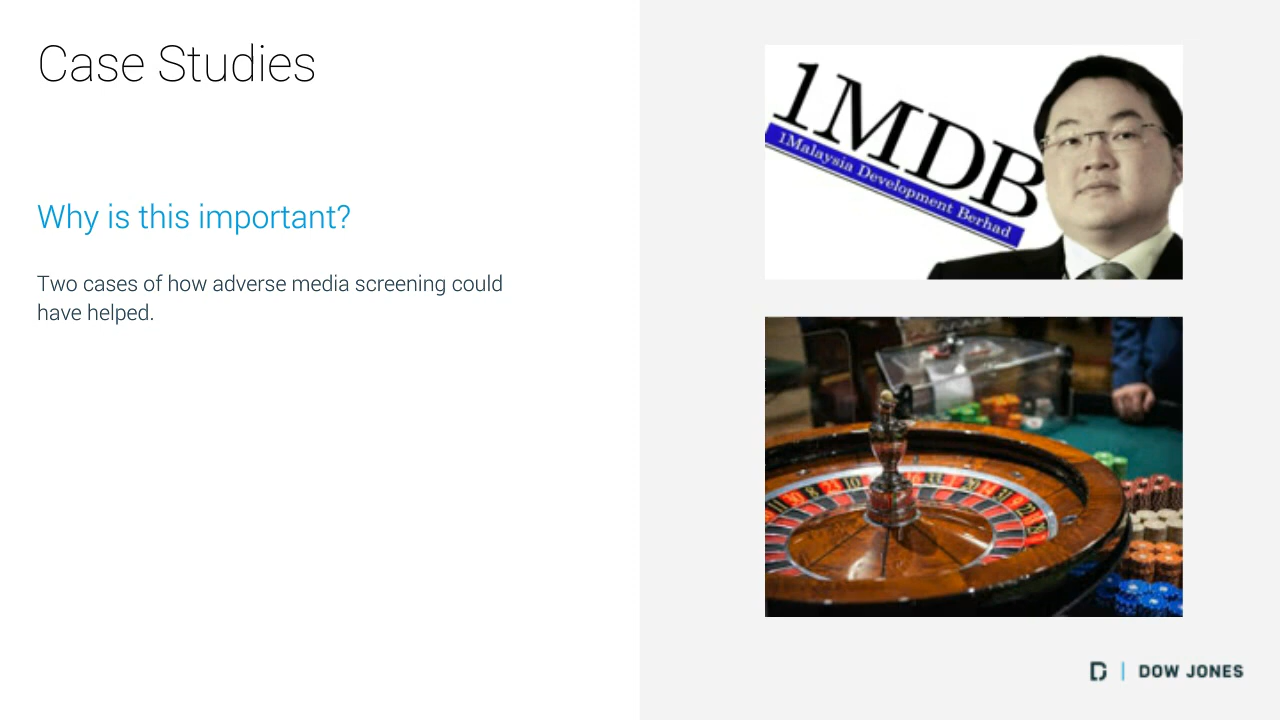 Case Studies
Why is this important?
Two cases of how adverse media screening could
have helped.
1MDB
1Malaysia Development Berhad
DOW JONES